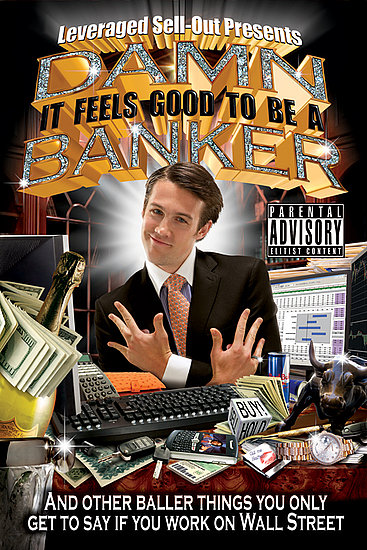 Leveraged Sell-Out Presents
DAMN
IT FEELS GOOD TO BE A
BANKER
PARENTAL
ADVISORY
ELITIST CONTENT
BUY!
HOLD
AND OTHER BALLER THINGS YOU ONLY
GET TO SAY IF YOU WORK ON WALL STREET